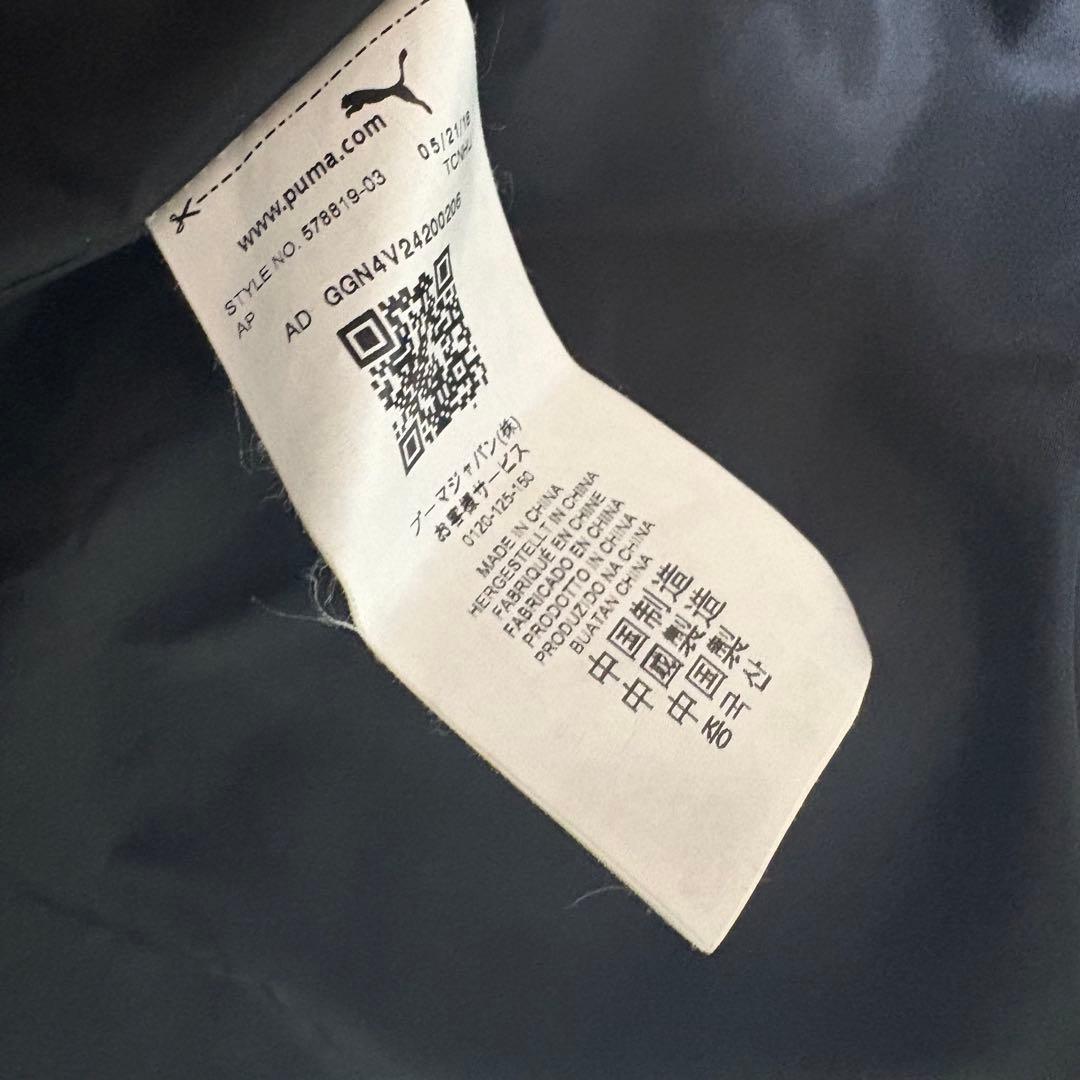 www.puma.com
STYLE NO. 578819-03 05/21/18
AP
AD GGN4V24200206
プーマジャパン(株)
お客様サービス
0120-125-150
MADE IN CHINA
HERGESTELLT IN CHINA
FABRIQUÉ EN CHINE
FABRICADO EN CHINA
PRODOTTO IN CHINA
PRODUZIDO NA CHINA
BUATAN CHINA
中国制造
中國製造
中国製
중국산